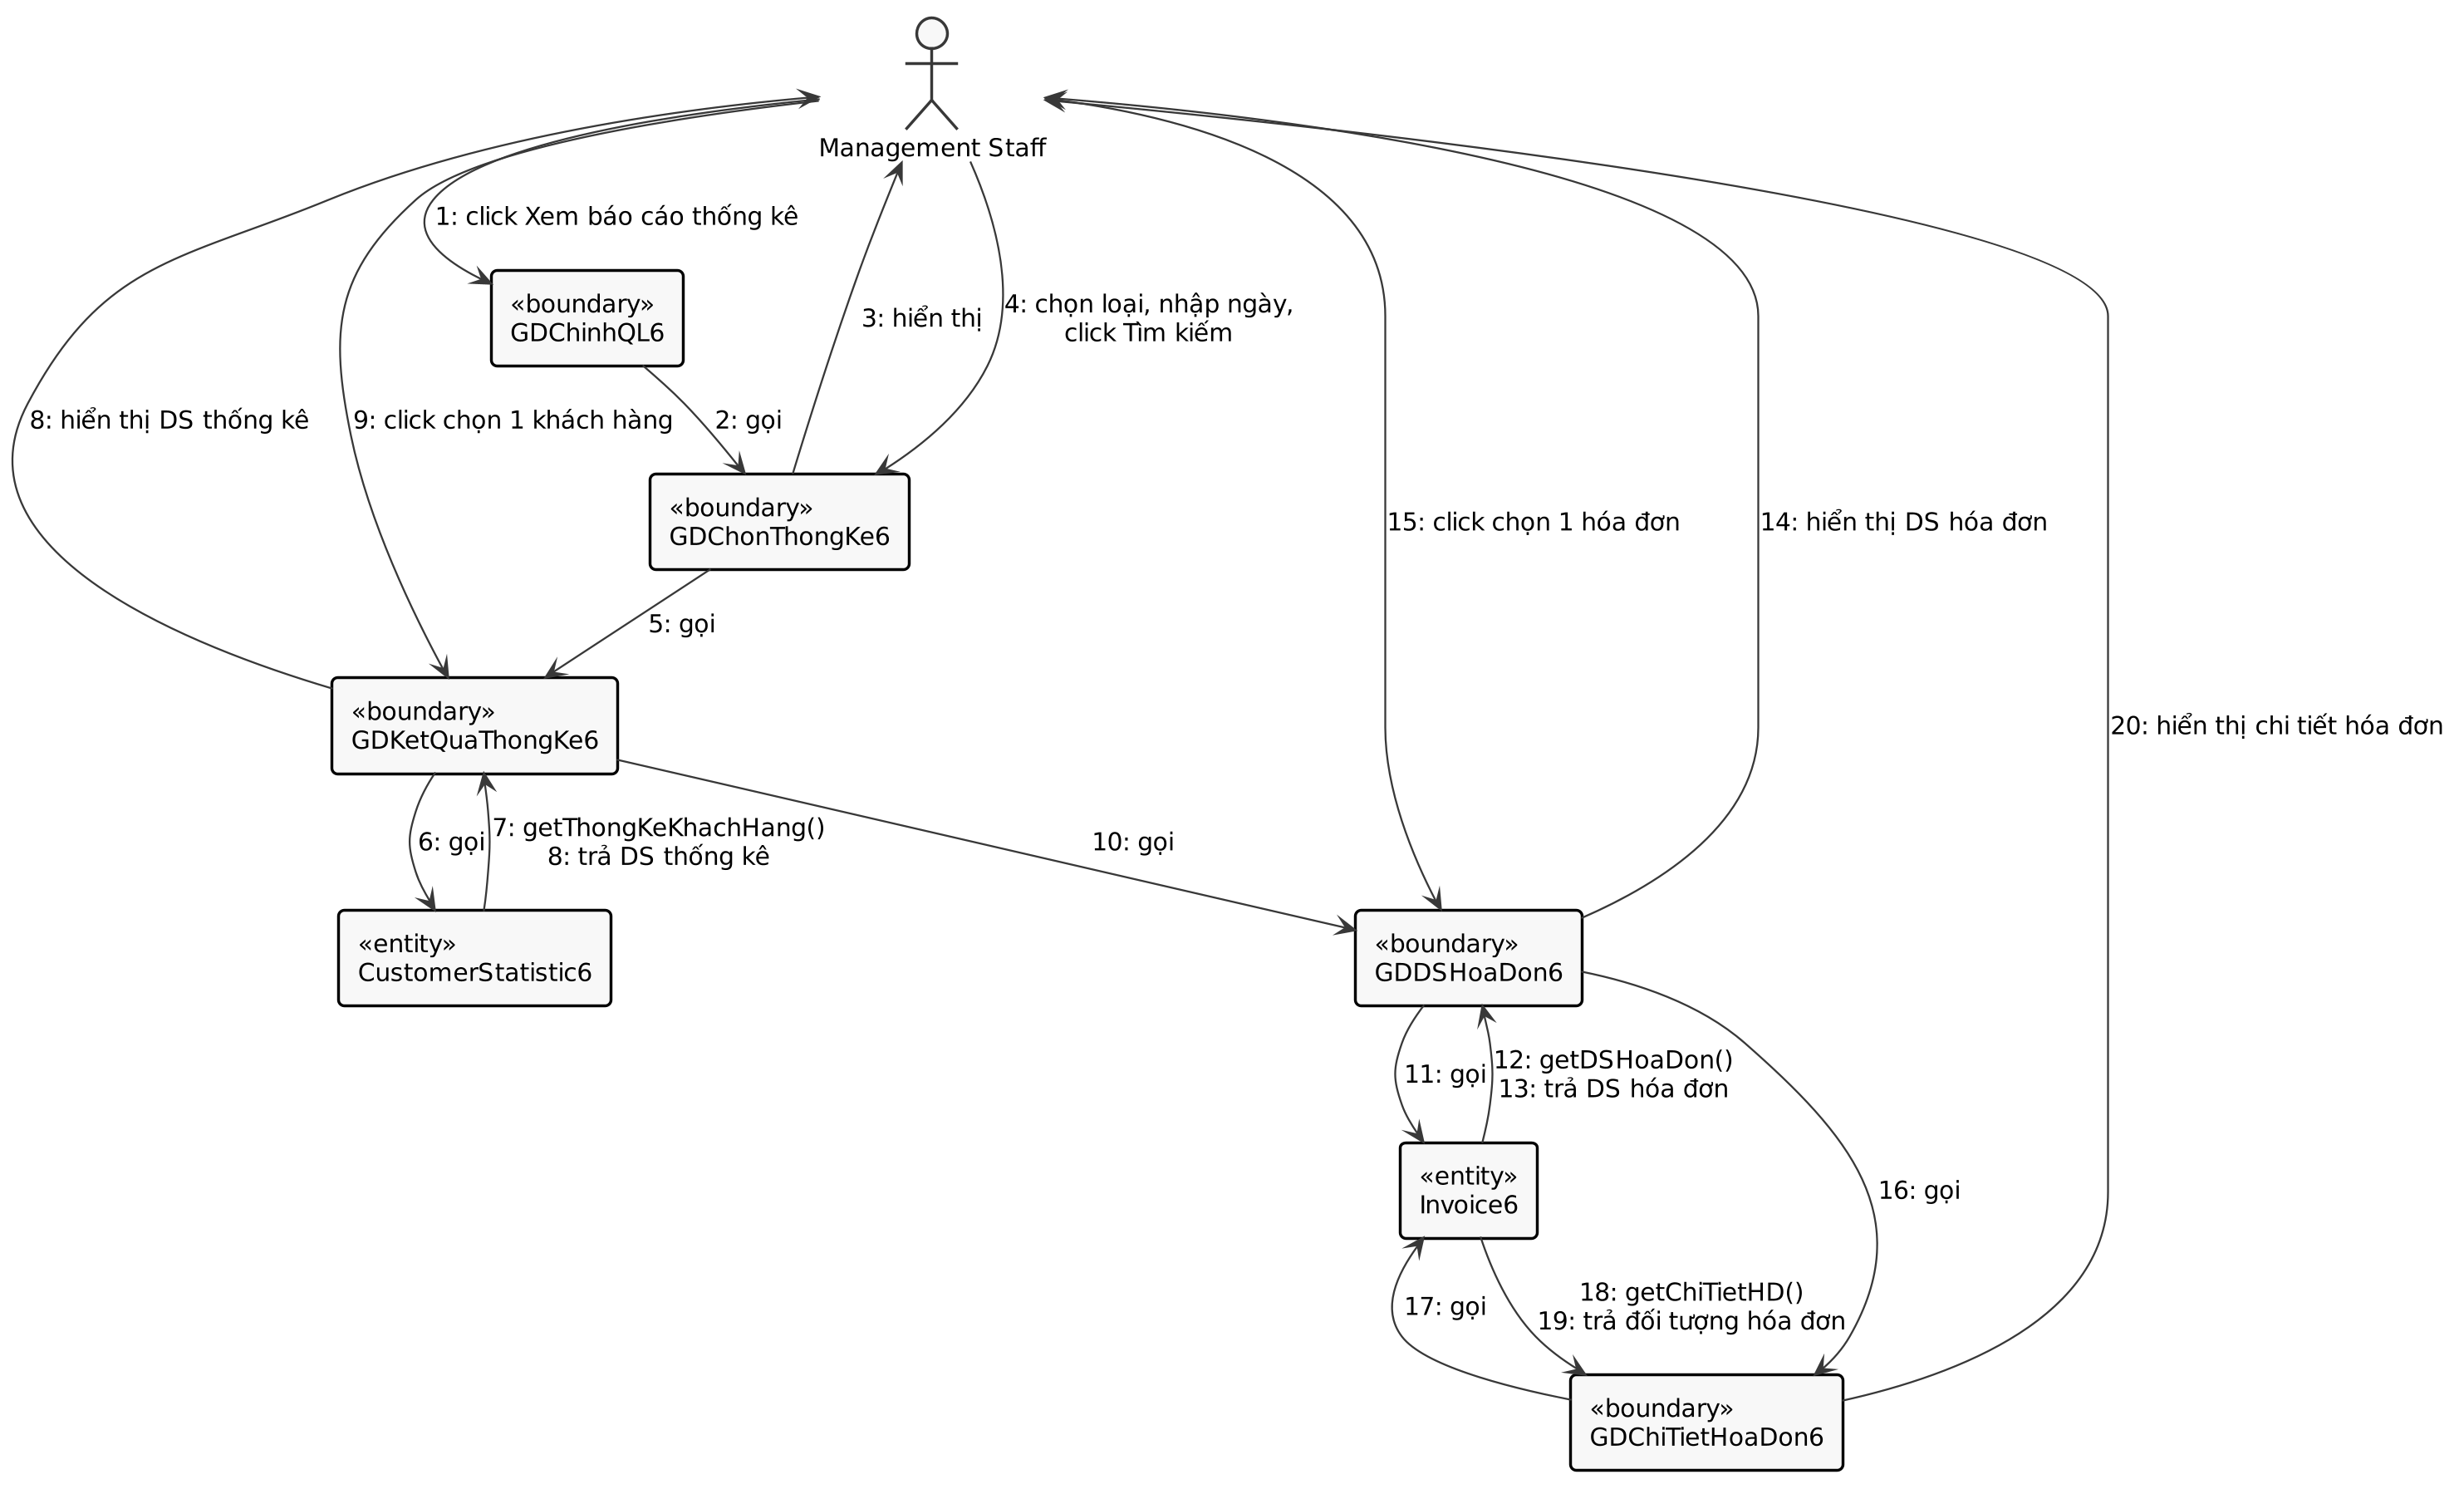 Management Staff
1: click Xem báo cáo thống kê
«boundary»
GDChinhQL6
3: hiển thị
4: chọn loại, nhập ngày,
click Tìm kiếm
8: hiển thị DS thống kê
9: click chọn 1 khách hàng
2: gọi
«boundary»
GDChonThongKe6
15: click chọn 1 hóa đơn
14: hiển thị DS hóa đơn
5: gọi
«boundary»
GDKetQuaThongKe6
20: hiển thị chi tiết hóa đơn
6: gọi
7: getThongKeKhachHang()
8: trả DS thống kê
10: gọi
«entity»
CustomerStatistic6
«boundary»
GDDSHoaDon6
11: gọi
12: getDSHoaDon()
13: trả DS hóa đơn
«entity»
Invoice6
16: gọi
17: gọi
18: getChiTietHD()
19: trả đối tượng hóa đơn
«boundary»
GDChiTietHoaDon6